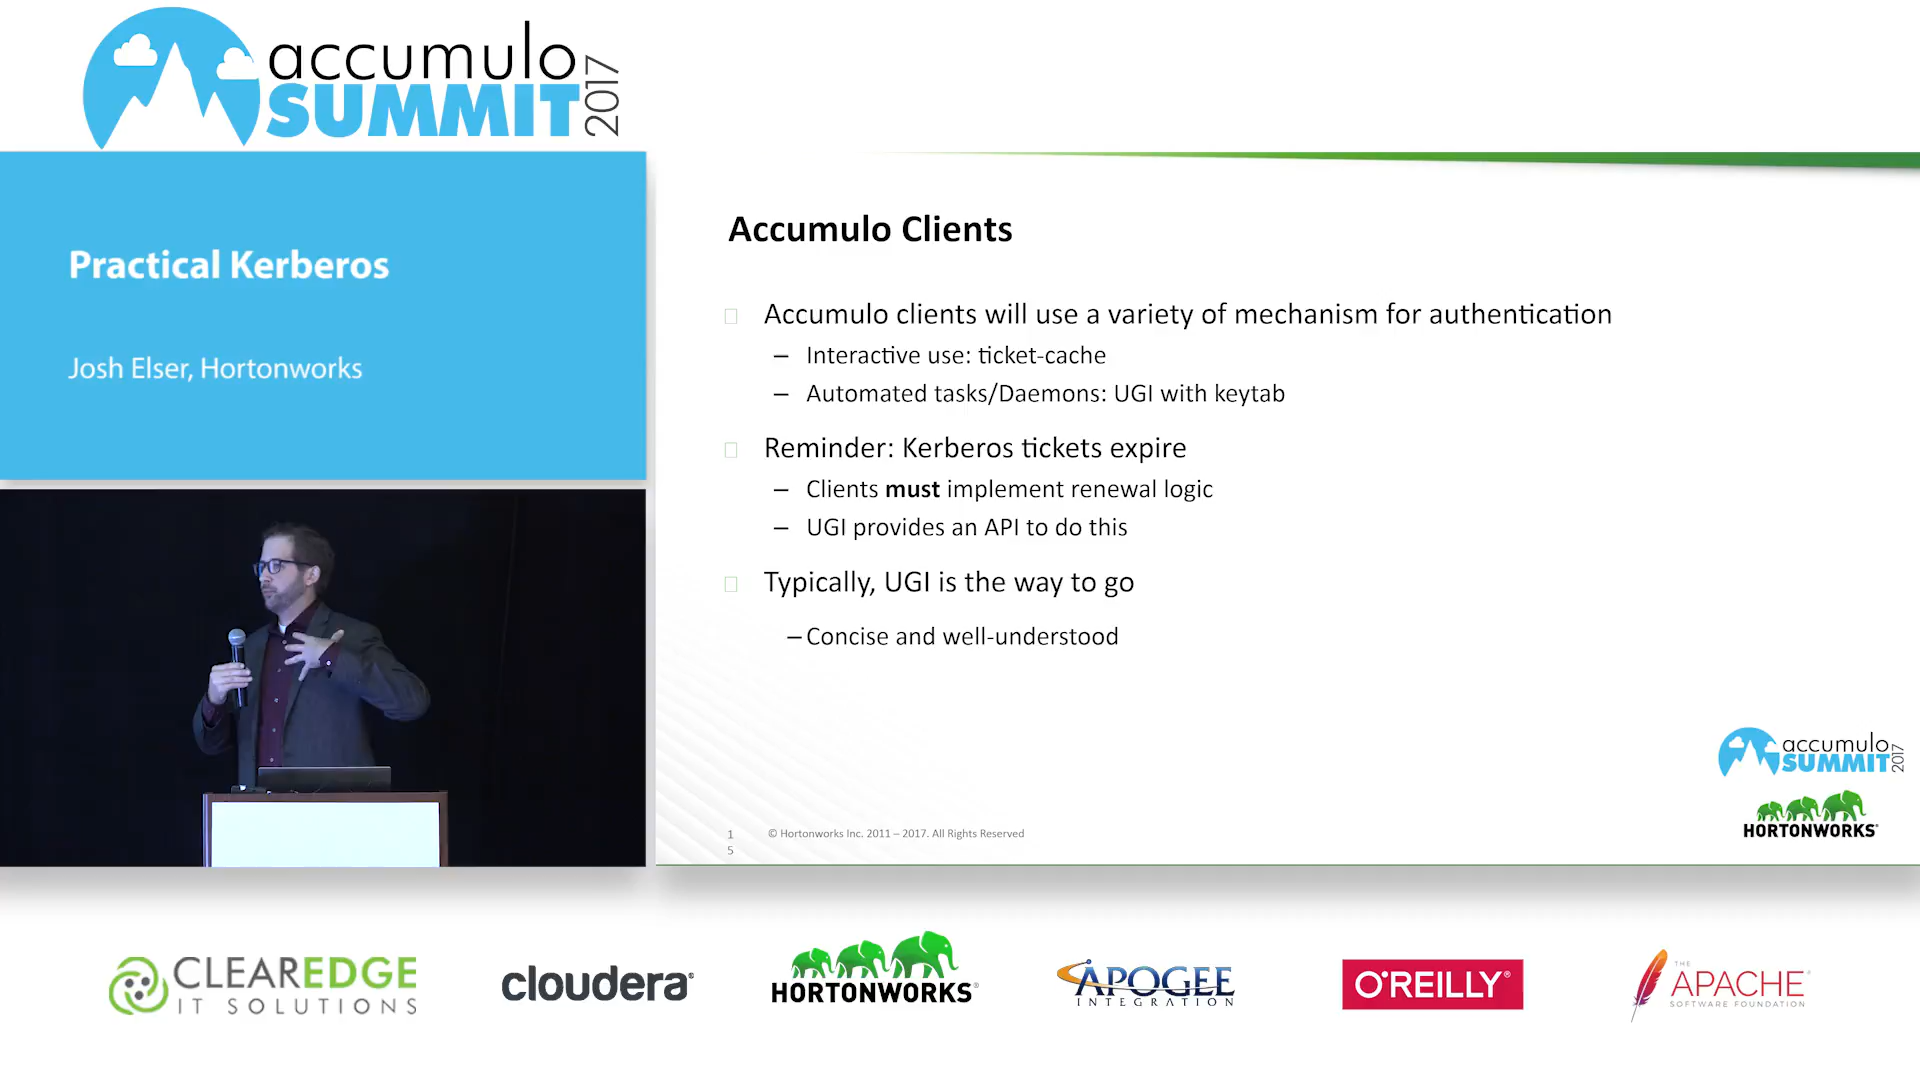 accumulo
SUMMIT
2017
Practical Kerberos
Josh Elser, Hortonworks
Accumulo Clients
Accumulo clients will use a variety of mechanism for authentication
– Interactive use: ticket-cache
– Automated tasks/Daemons: UGI with keytab
Reminder: Kerberos tickets expire
– Clients must implement renewal logic
– UGI provides an API to do this
Typically, UGI is the way to go
– Concise and well-understood
accumulo
SUMMIT
2017
HORTONWORKS®
1
5
© Hortonworks Inc. 2011 – 2017. All Rights Reserved
CLEAREDGE
IT SOLUTIONS
cloudera®
HORTONWORKS®
APOGEE
INTEGRATION
O'REILLY®
THE
APACHE®
SOFTWARE FOUNDATION